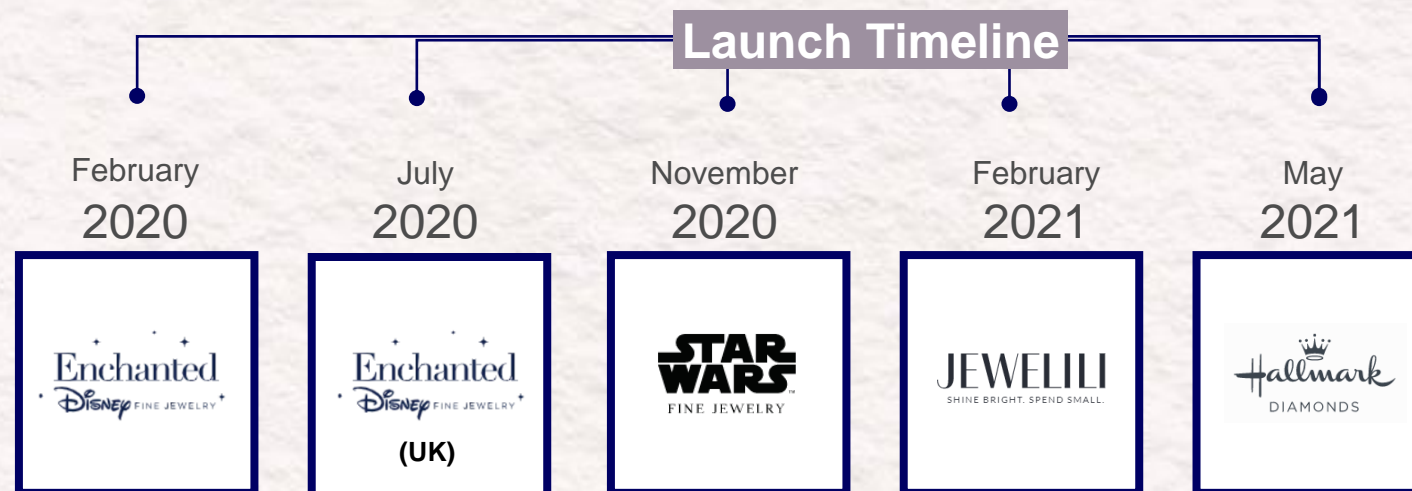 Launch Timeline
February
2020
Enchanted
Disney FINE JEWELRY
July
2020
Enchanted
Disney FINE JEWELRY
(UK)
November
2020
STAR
WARS™
FINE JEWELRY
February
2021
JEWELILI
SHINE BRIGHT. SPEND SMALL.
May
2021
Hallmark
DIAMONDS